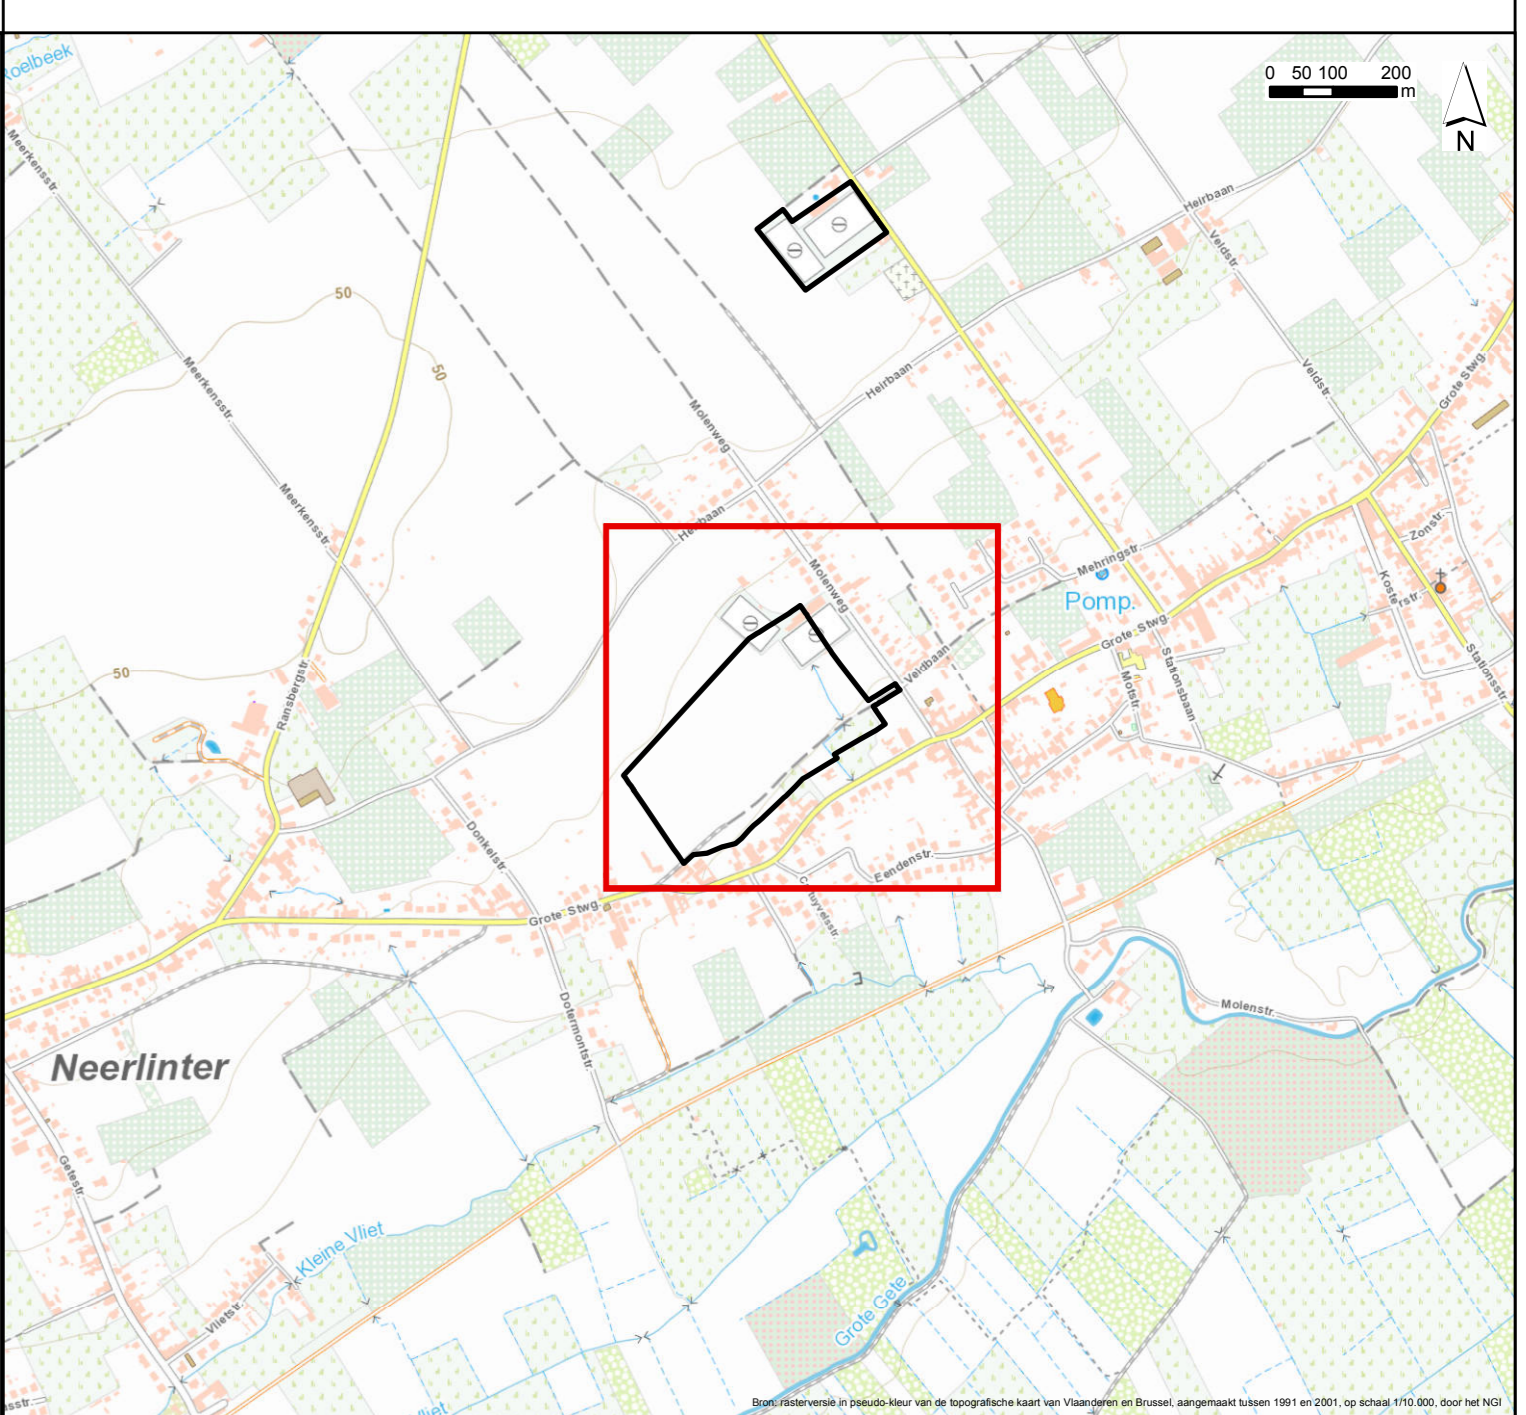 Roelbeek
0 50 100 200
m
N
Meerkensstr.
Heirbaan
Veldstr.
50
50
Meerkensstr.
Veldstr.
Grote Stwg
Heirbaan
Molenweg
Meerkensstr.
Heirbaan
Zonstr.
Mehringstr.
Molenweg
Pomp.
Kosterstr.
Grote Stwg
Veldbaan
Stationsstr.
50
Ransbergstr.
Motstr.
Stationsbaan
Donkelstr.
Eendenstr.
Grote Stwg
Dotermontstr.
Molenstr.
Neerlinter
Getestr.
Kleine Vliet
Vlietstr.
Grote Gete
Bron: rasterversie in pseudo-kleur van de topografische kaart van Vlaanderen en Brussel, aangemaakt tussen 1991 en 2001, op schaal 1/10.000, door het NGI